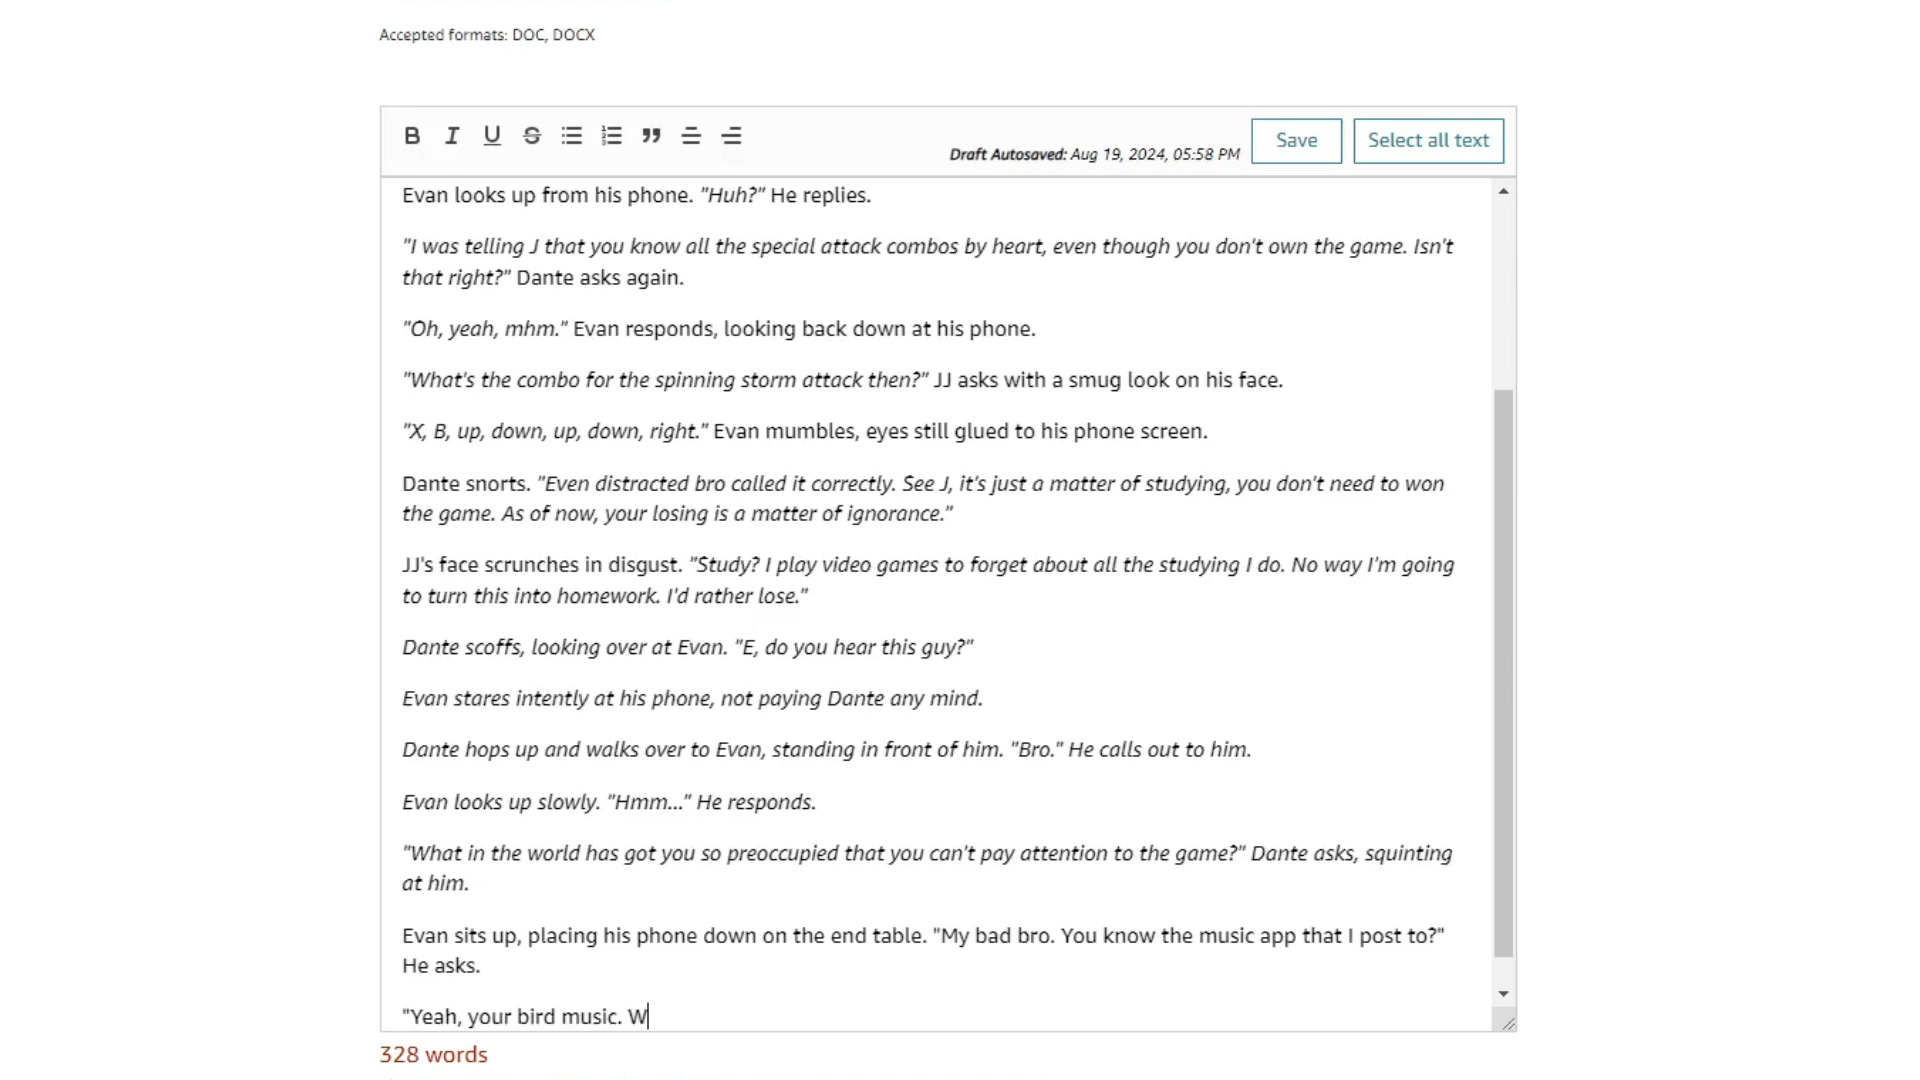 Accepted formats: DOC, DOCX
B I U S
Draft Autosaved: Aug 19, 2024, 05:58 PM
Save
Select all text
Evan looks up from his phone. "Huh?" He replies.
"I was telling J that you know all the special attack combos by heart, even though you don't own the game. Isn't
that right?" Dante asks again.
"Oh, yeah, mhm." Evan responds, looking back down at his phone.
"What's the combo for the spinning storm attack then?" JJ asks with a smug look on his face.
"X, B, up, down, up, down, right." Evan mumbles, eyes still glued to his phone screen.
Dante snorts. "Even distracted bro called it correctly. See J, it's just a matter of studying, you don't need to won
the game. As of now, your losing is a matter of ignorance."
JJ's face scrunches in disgust. "Study? I play video games to forget about all the studying I do. No way I'm going
to turn this into homework. I'd rather lose."
Dante scoffs, looking over at Evan. "E, do you hear this guy?"
Evan stares intently at his phone, not paying Dante any mind.
Dante hops up and walks over to Evan, standing in front of him. "Bro." He calls out to him.
Evan looks up slowly. "Hmm..." He responds.
"What in the world has got you so preoccupied that you can't pay attention to the game?" Dante asks, squinting
at him.
Evan sits up, placing his phone down on the end table. "My bad bro. You know the music app that I post to?"
He asks.
"Yeah, your bird music. W
328 words